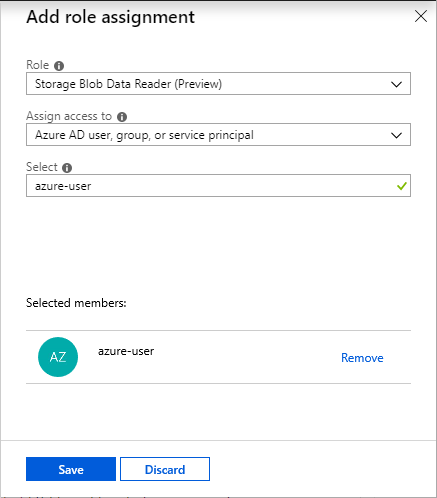 Add role assignment
Role
Storage Blob Data Reader (Preview)
Assign access to
Azure AD user, group, or service principal
Select
azure-user
Selected members:
AZ
azure-user
Remove
Save
Discard